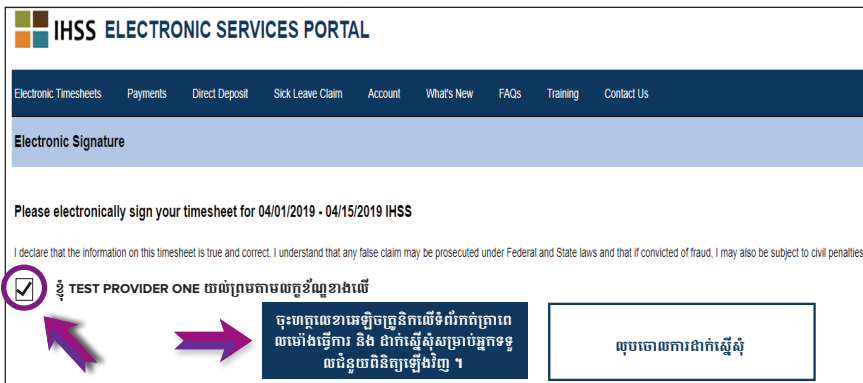 IHSS ELECTRONIC SERVICES PORTAL
Electronic Timesheets Payments Direct Deposit Sick Leave Claim Account What's New FAQs Training Contact Us
Electronic Signature
Please electronically sign your timesheet for 04/01/2019 - 04/15/2019 IHSS
I declare that the information on this timesheet is true and correct. I understand that any false claim may be prosecuted under Federal and State laws and that if convicted of fraud, I may also be subject to civil penalties
ខ្ញុំ TEST PROVIDER ONE យល់ព្រមតាមលក្ខខ័ណ្ឌខាងលើ
ចុះហត្ថលេខាអេឡិចត្រូនិកលើទំព័រកត់ត្រាពេ
លម៉ោងធ្វើការ និង ដាក់ស្នើសុំសម្រាប់អ្នកទទួ
លជំនួយពិនិត្យឡើងវិញ ។
លុបចោលការដាក់ស្នើសុំ